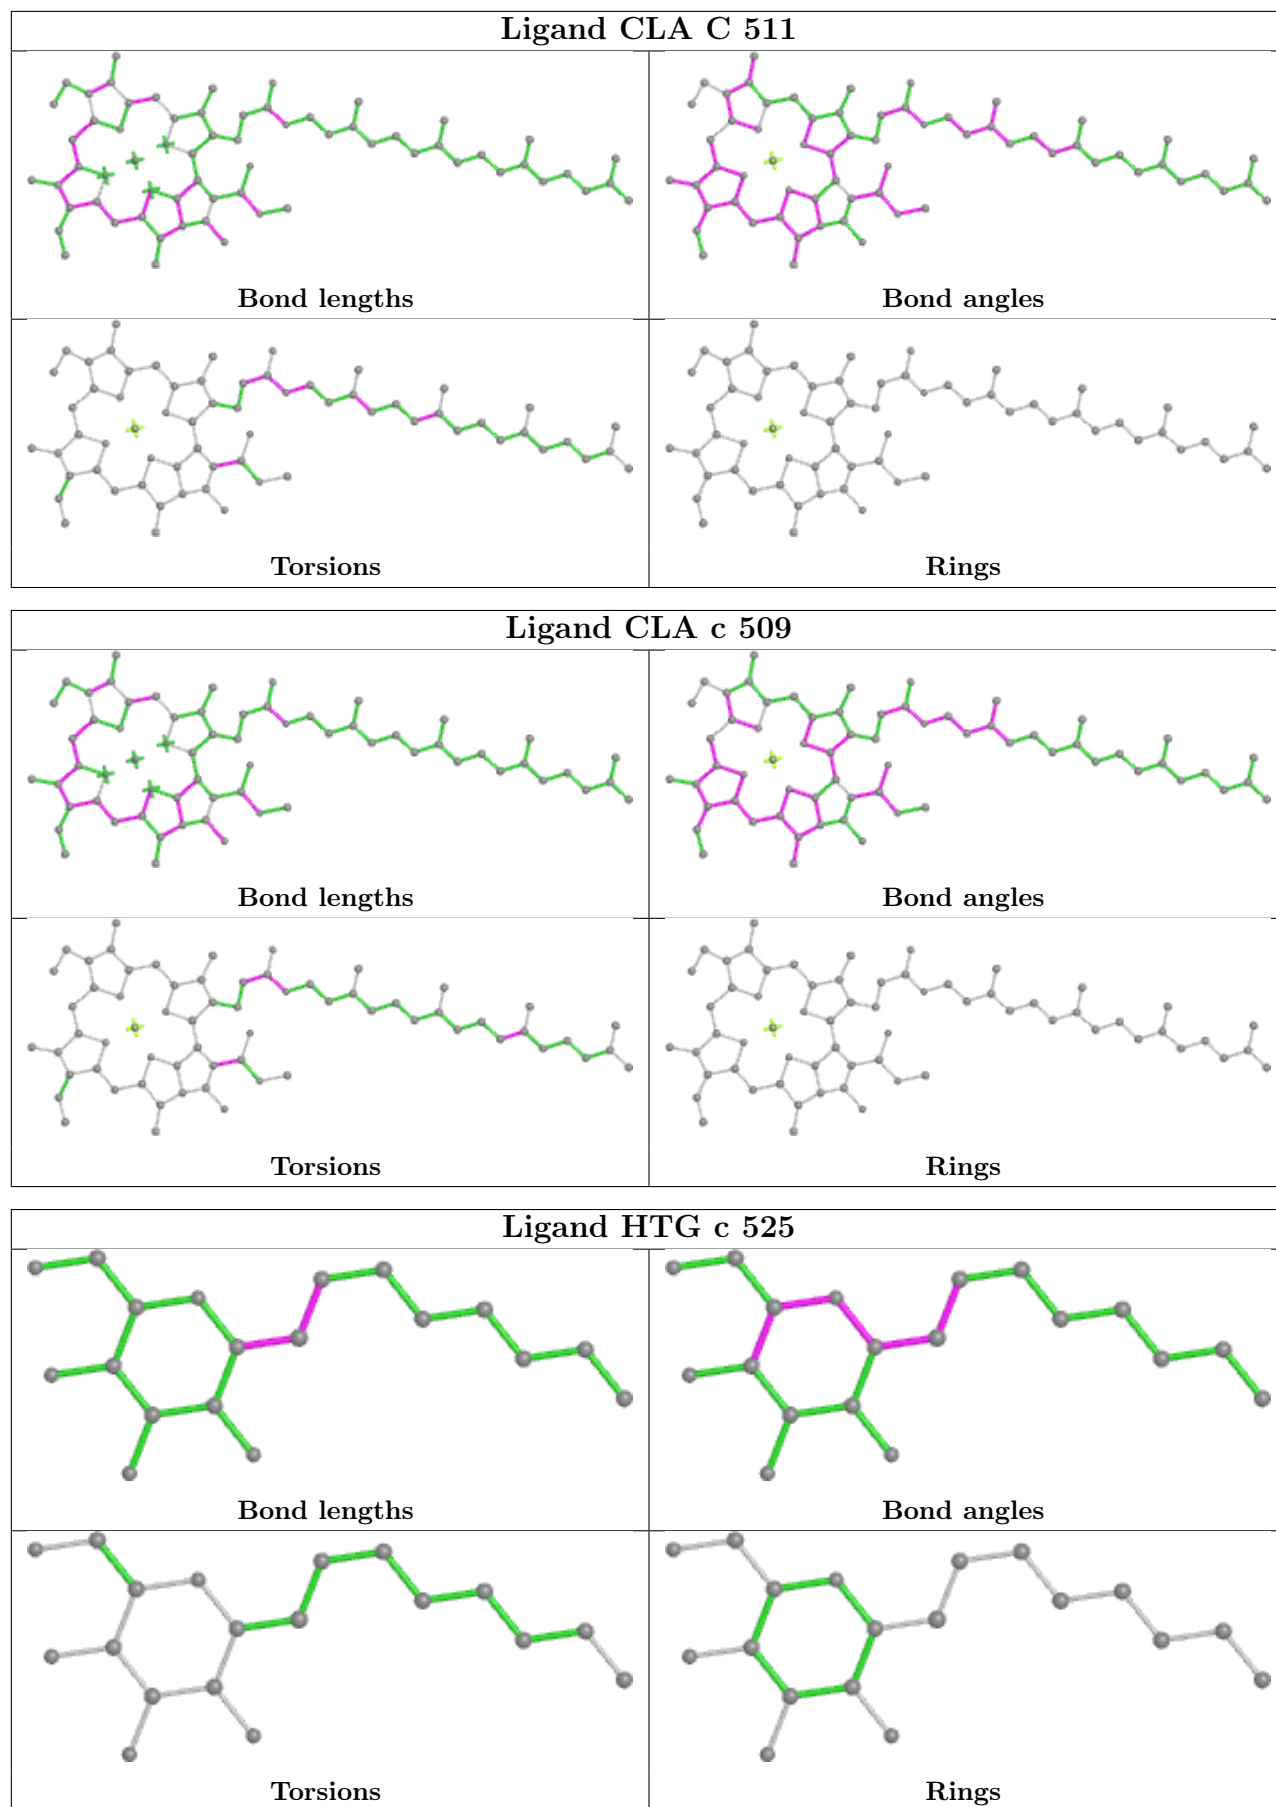 Ligand CLA C 511
Bond lengths
Bond angles
Torsions
Rings
Ligand CLA c 509
Bond lengths
Bond angles
Torsions
Rings
Ligand HTG c 525
Bond lengths
Bond angles
Torsions
Rings